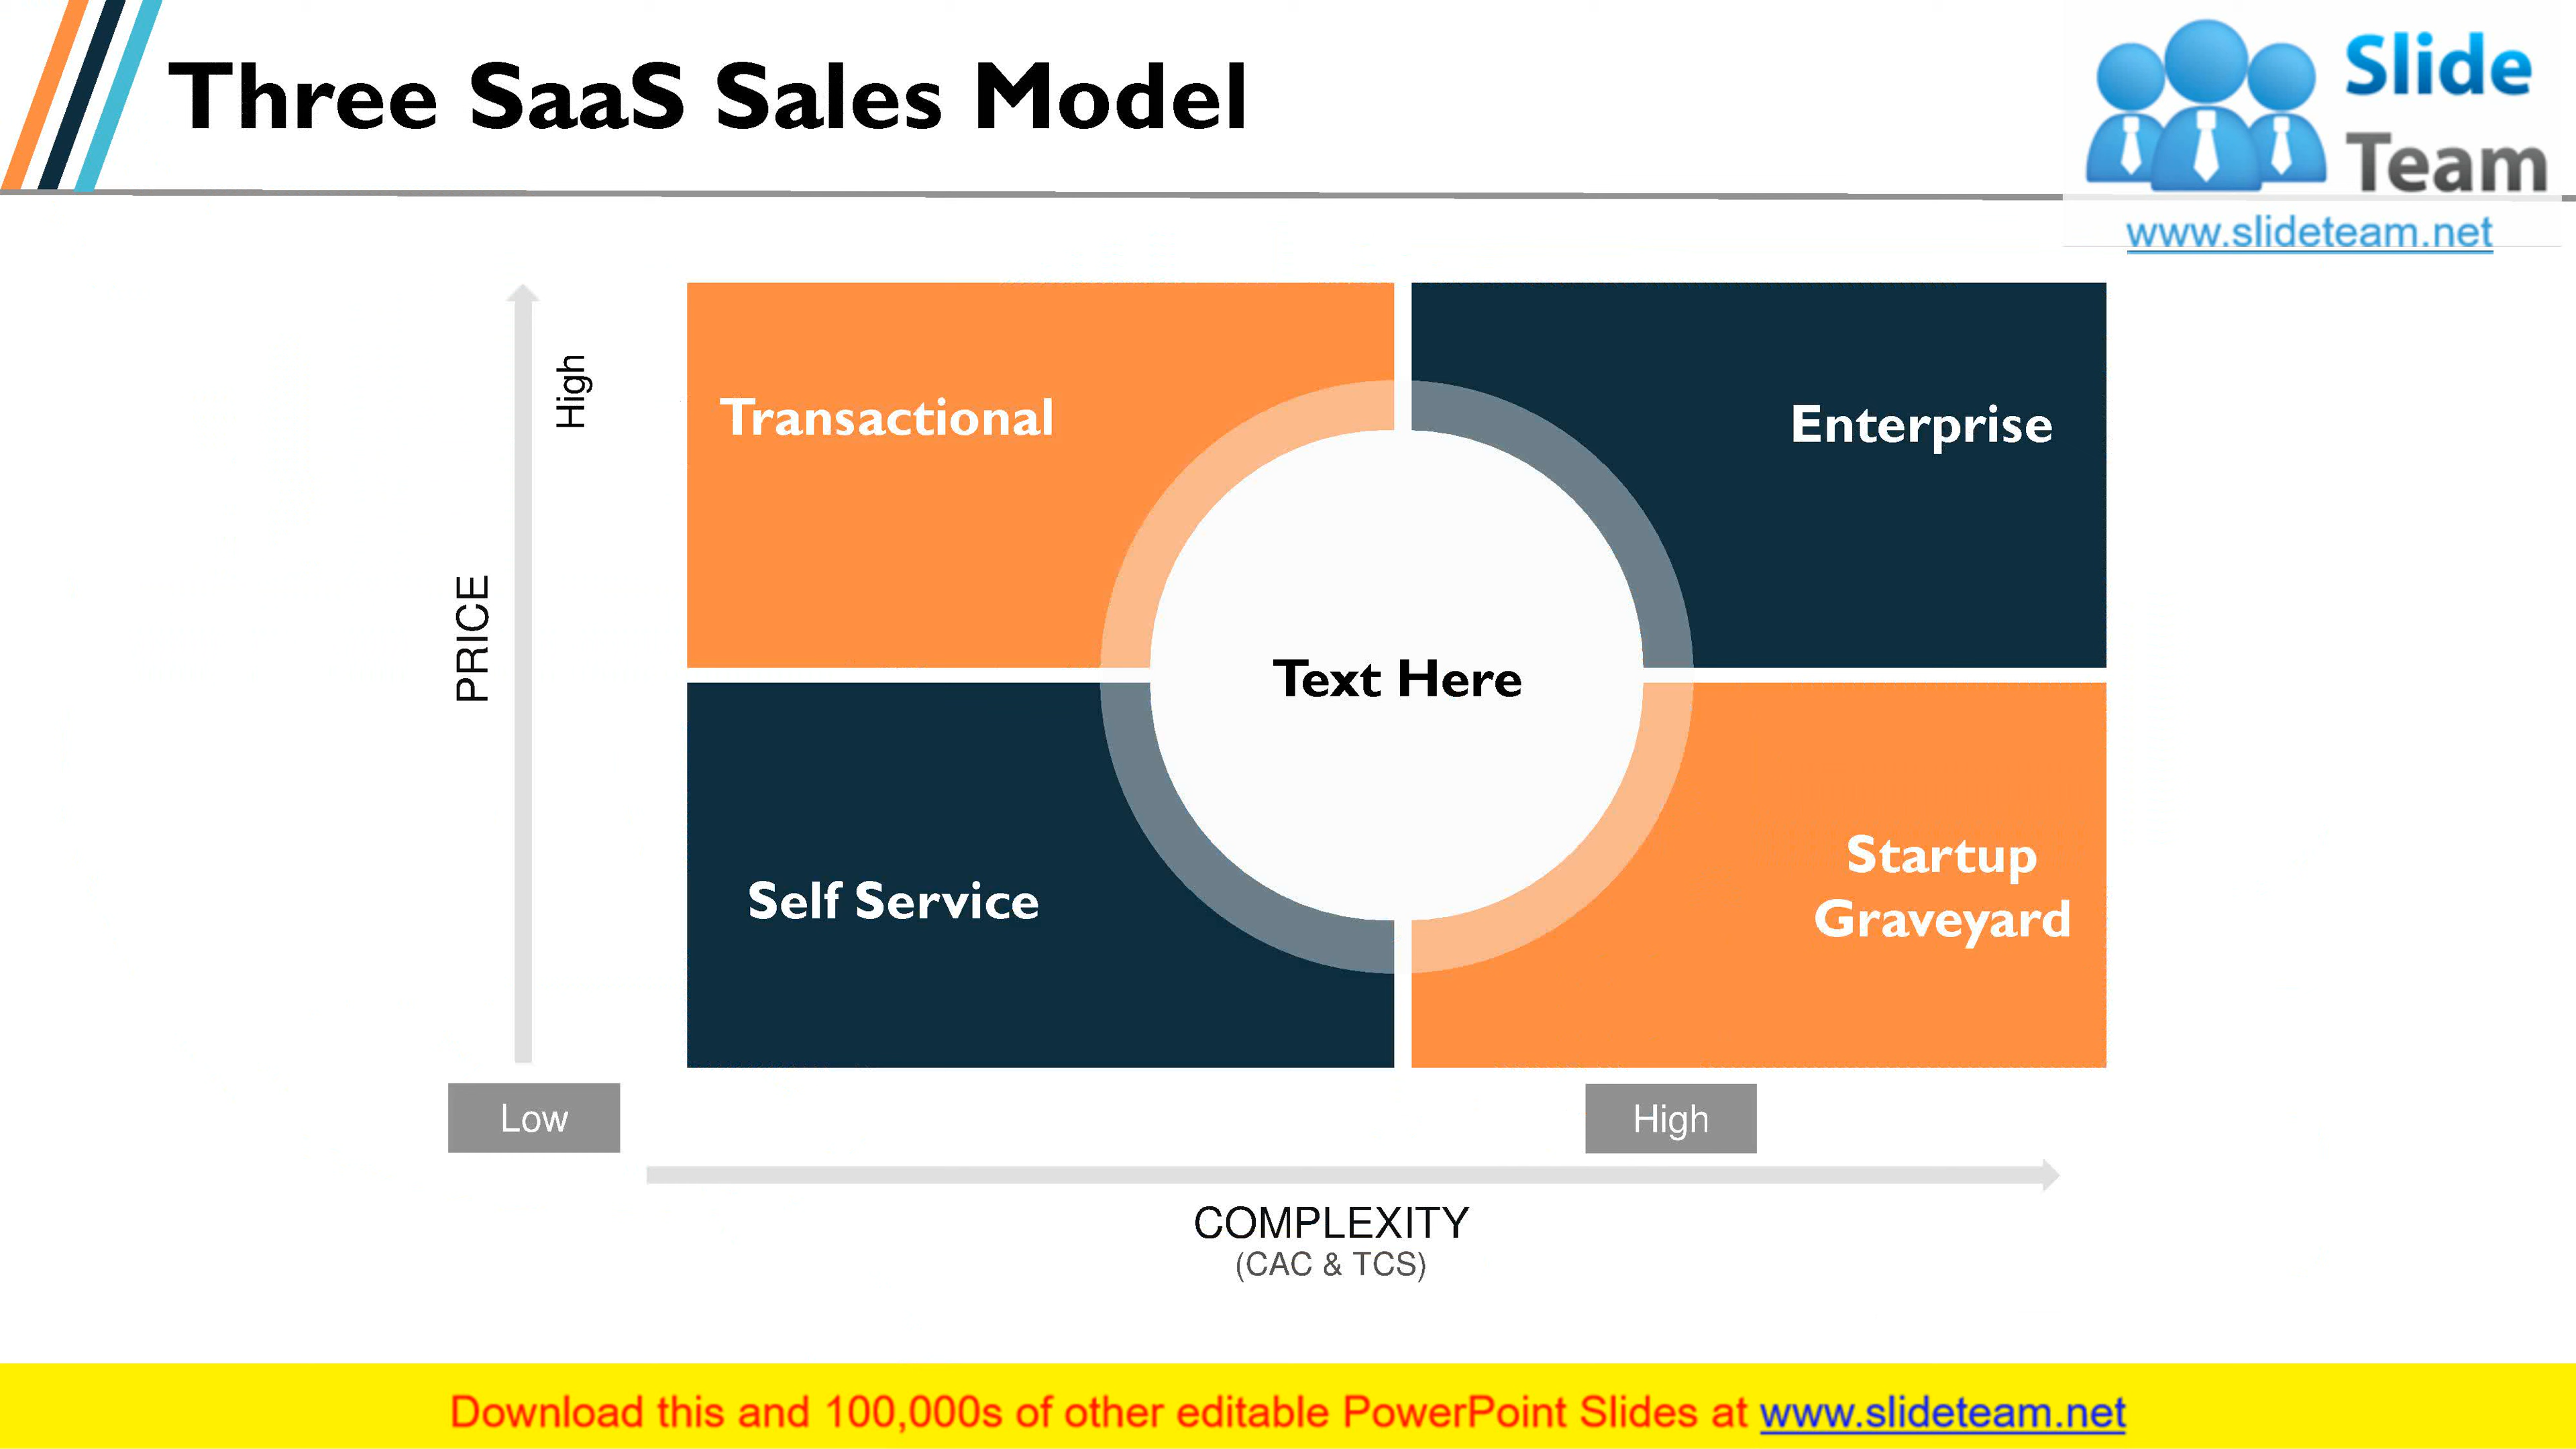 Three SaaS Sales Model
Slide
Team
www.slideteam.net
High
PRICE
Transactional
Enterprise
Text Here
Self Service
Startup
Graveyard
Low
High
COMPLEXITY
(CAC & TCS)
Download this and 100,000s of other editable PowerPoint Slides at www.slideteam.net